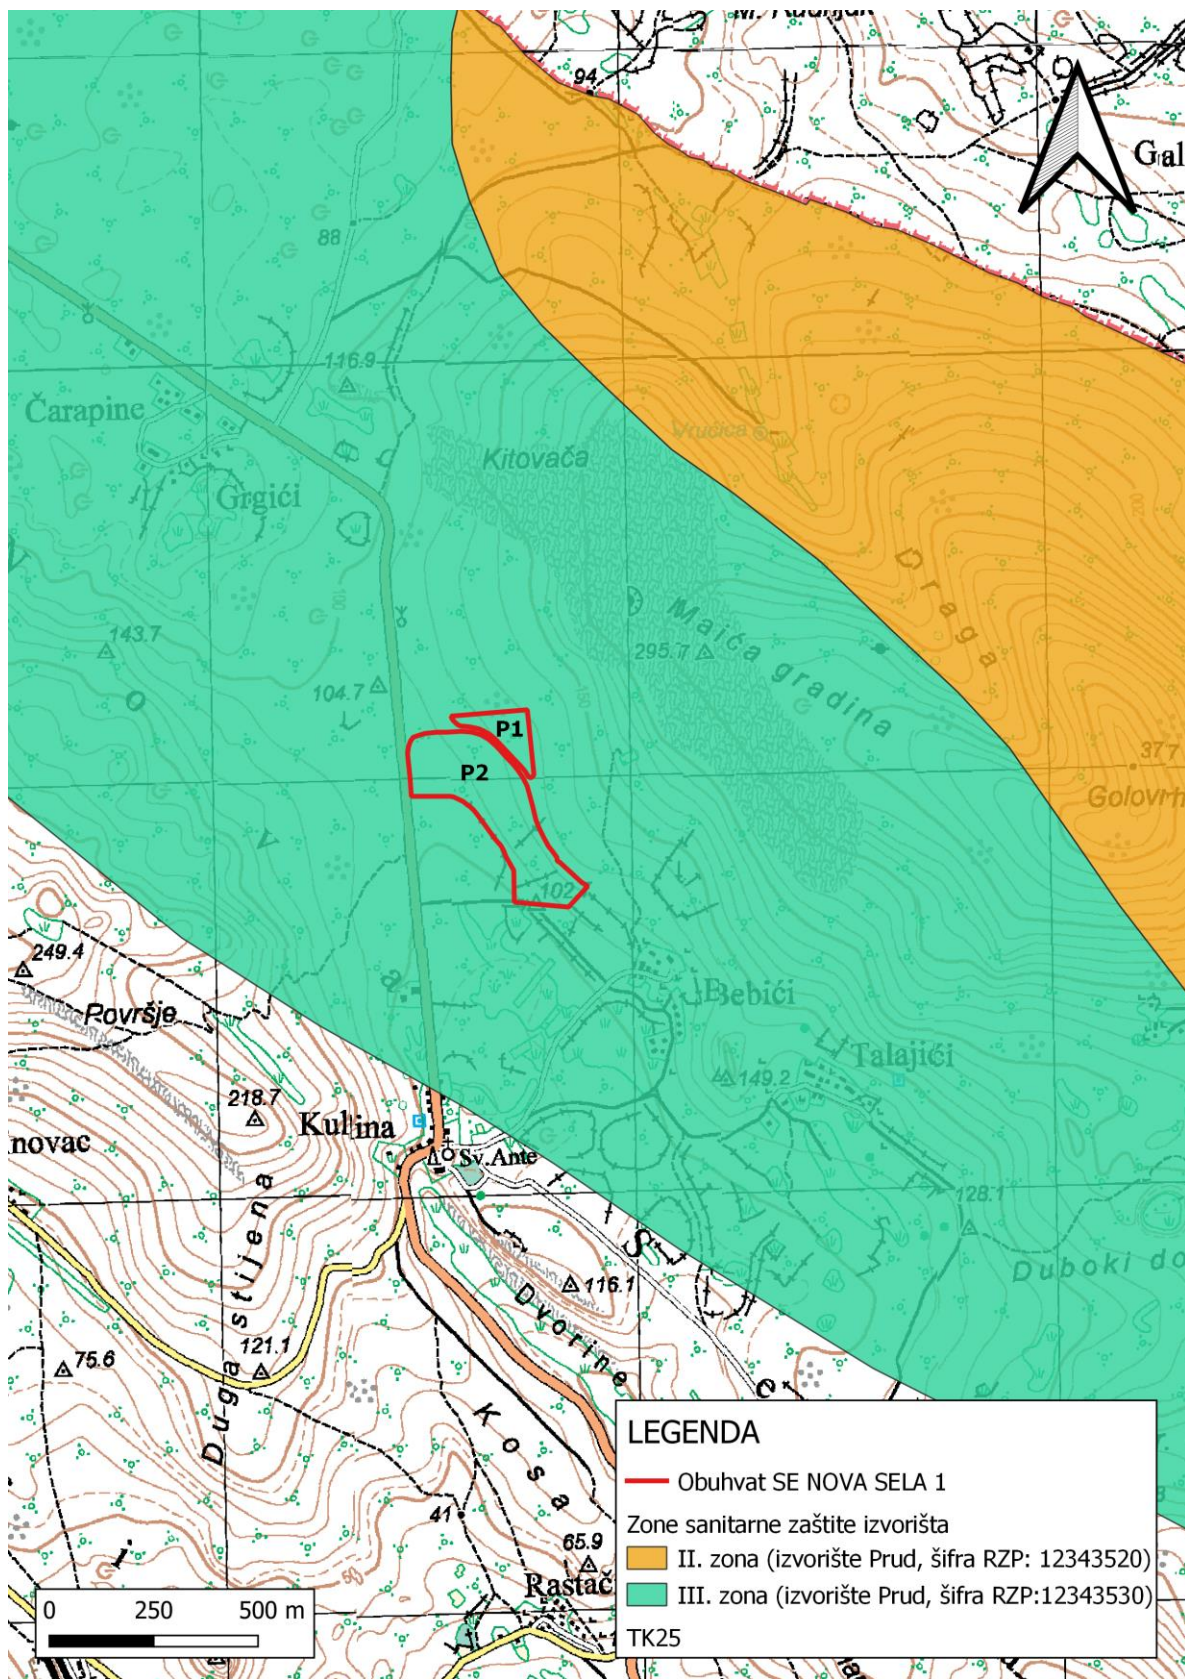 94
Gal
88
116.9
Čarapine
Kitovača
Vručica
Grgići
Draga
Maića gradina
143.7
295.7
104.7
P1
377
P2
Golovrh
102
249.4
Bebići
Površje
Talajići
149.2
218.7
Kulina
novac
Sv.Ante
128.
Duboki do
116.1
Dvorine
Duga stijena
121.1
75.6
Kosa
41
65.9
Rastač
LEGENDA
Obuhvat SE NOVA SELA 1
Zone sanitarne zaštite izvorišta
II. zona (izvorište Prud, šifra RZP: 12343520)
III. zona (izvorište Prud, šifra RZP:12343530)
TK25
0 250 500 m